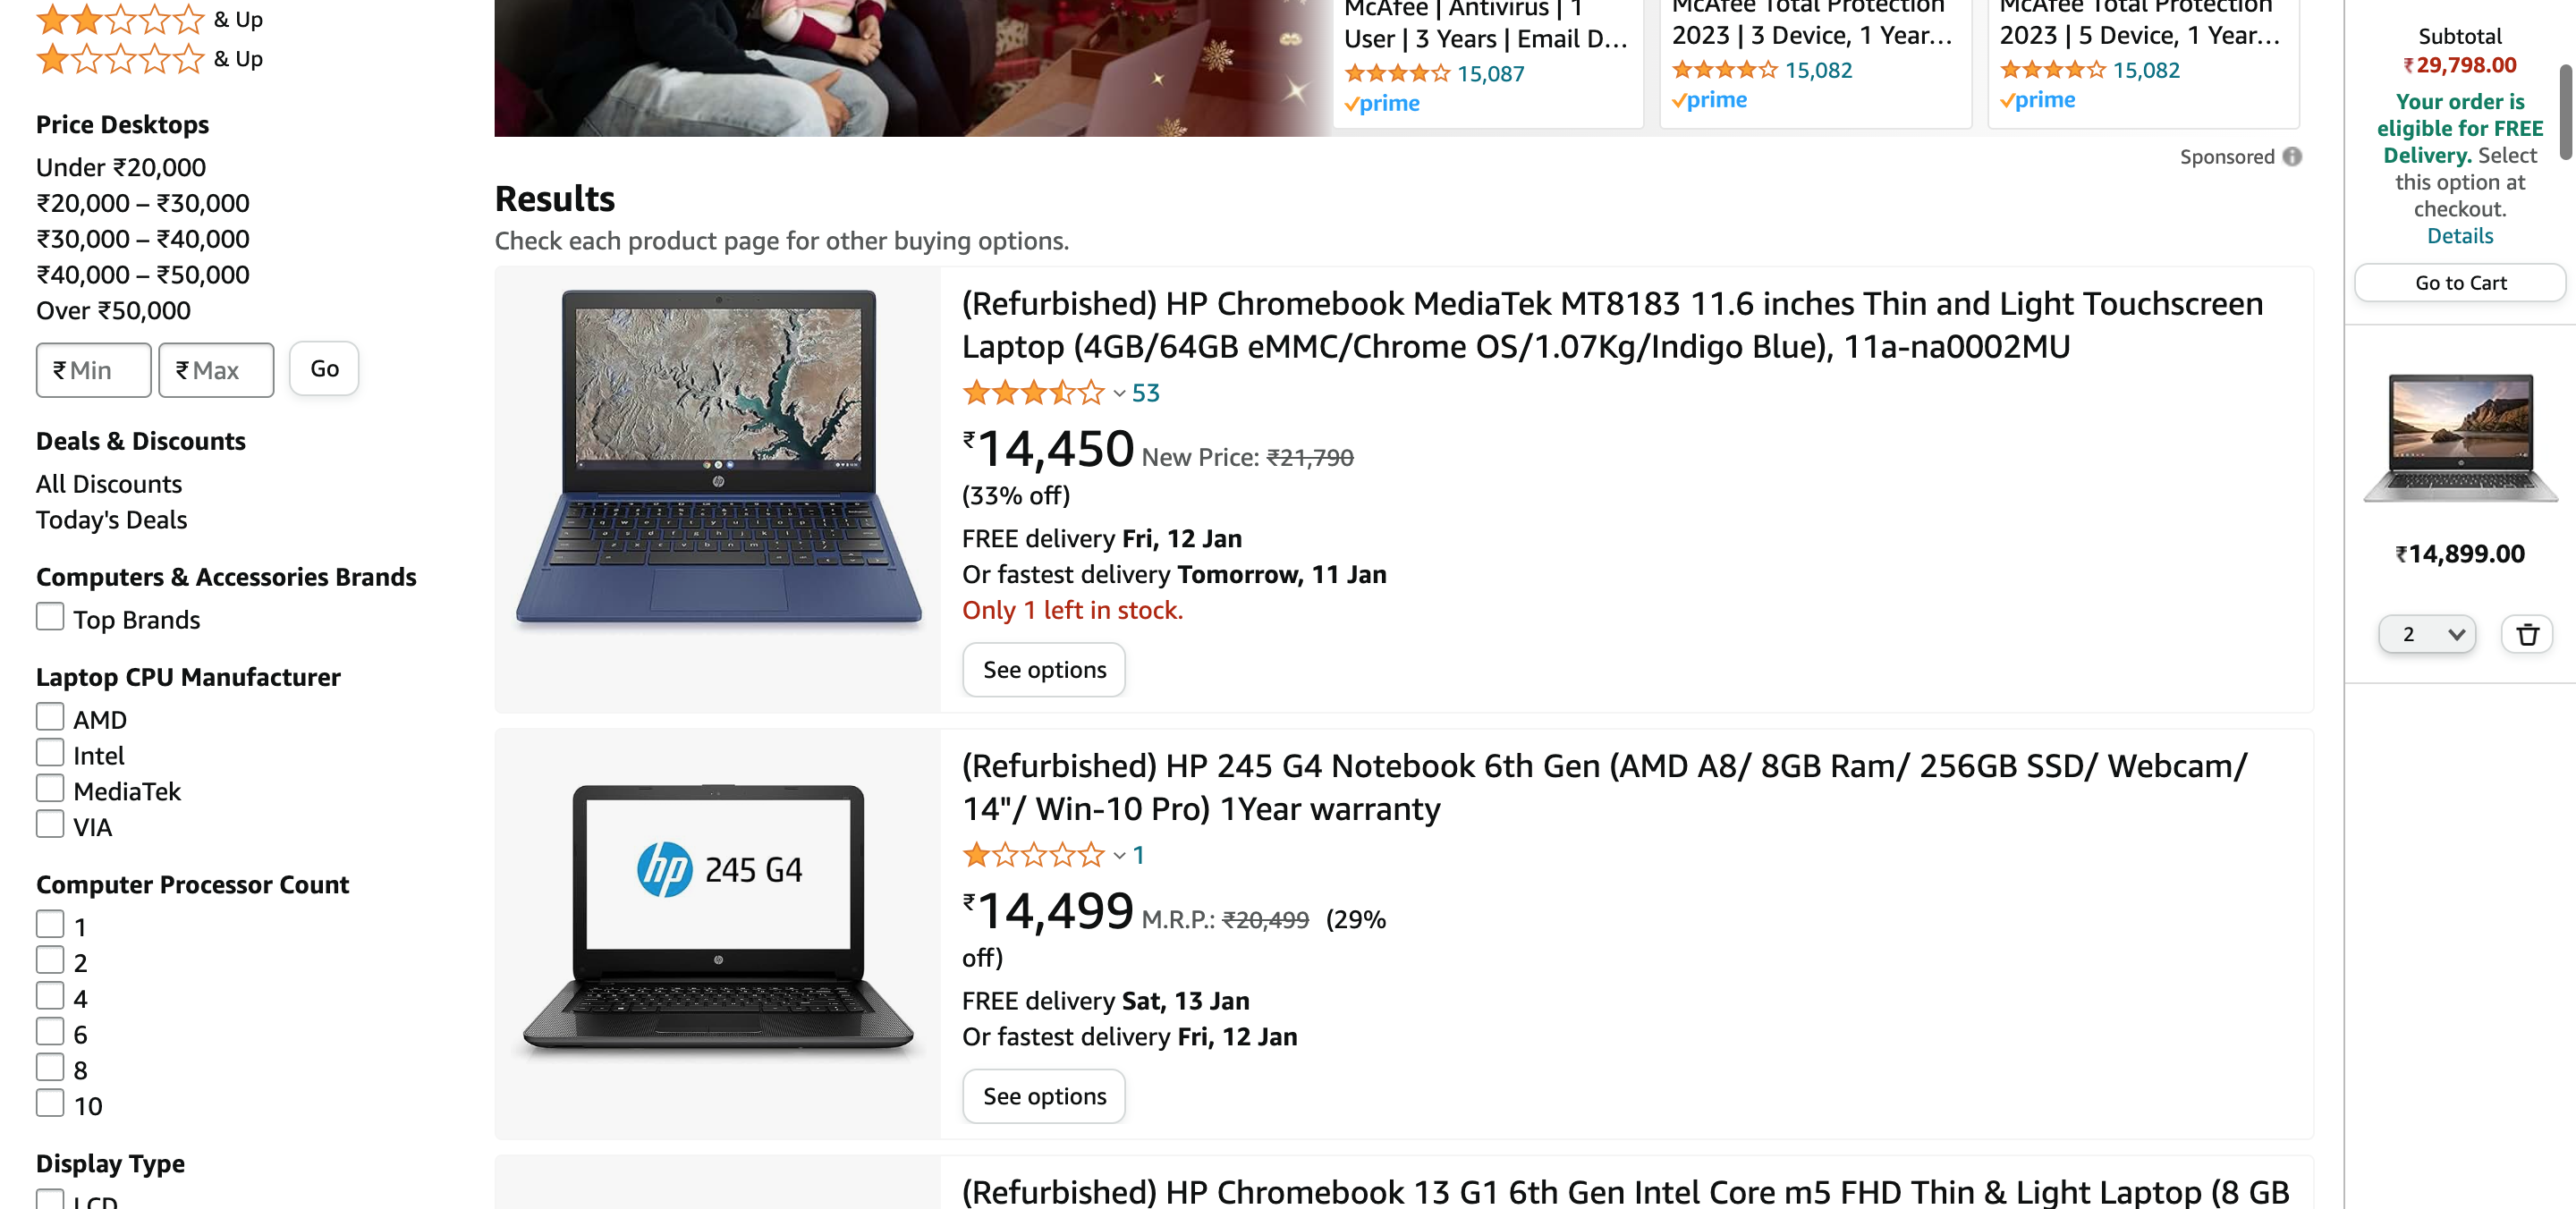 & Up
& Up
Price Desktops
Under ₹20,000
₹20,000 – ₹30,000
₹30,000 – ₹40,000
₹40,000 – ₹50,000
Over ₹50,000
₹ Min ₹ Max Go
Deals & Discounts
All Discounts
Today's Deals
Computers & Accessories Brands
Top Brands
Laptop CPU Manufacturer
AMD
Intel
MediaTek
VIA
Computer Processor Count
1
2
4
6
8
10
Display Type
LCD
McAfee | Antivirus | 1
User | 3 Years | Email D...
15,087
prime
McAfee Total Protection
2023 | 3 Device, 1 Year...
15,082
prime
McAfee Total Protection
2023 | 5 Device, 1 Year...
15,082
prime
Sponsored
Results
Check each product page for other buying options.
(Refurbished) HP Chromebook MediaTek MT8183 11.6 inches Thin and Light Touchscreen
Laptop (4GB/64GB eMMC/Chrome OS/1.07Kg/Indigo Blue), 11a-na0002MU
53
₹14,450 New Price: ₹21,790
(33% off)
FREE delivery Fri, 12 Jan
Or fastest delivery Tomorrow, 11 Jan
Only 1 left in stock.
See options
hp 245 G4
(Refurbished) HP 245 G4 Notebook 6th Gen (AMD A8/ 8GB Ram/ 256GB SSD/ Webcam/
14"/ Win-10 Pro) 1Year warranty
1
₹14,499 M.R.P.: ₹20,499 (29%
off)
FREE delivery Sat, 13 Jan
Or fastest delivery Fri, 12 Jan
See options
(Refurbished) HP Chromebook 13 G1 6th Gen Intel Core m5 FHD Thin & Light Laptop (8 GB
Subtotal
₹29,798.00
Your order is
eligible for FREE
Delivery. Select
this option at
checkout.
Details
Go to Cart
₹14,899.00
2